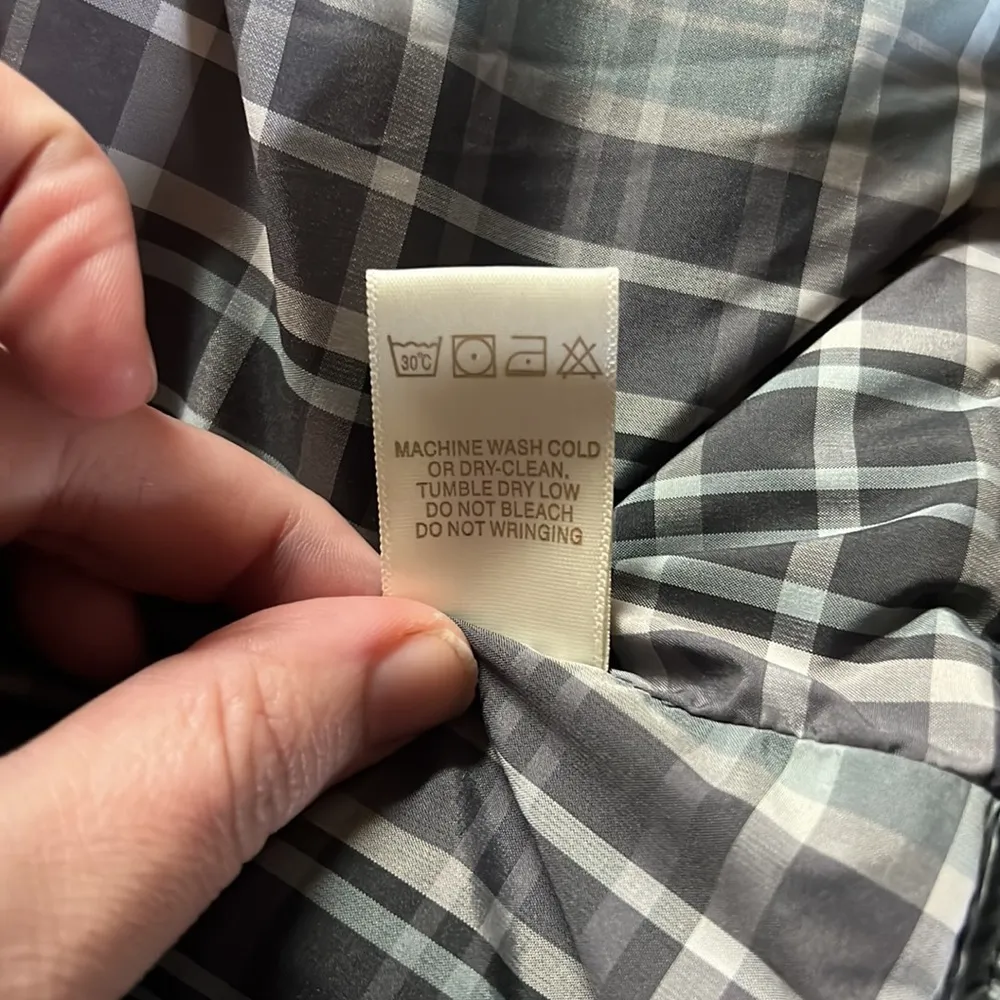 30°C
MACHINE WASH COLD
OR DRY-CLEAN,
TUMBLE DRY LOW
DO NOT BLEACH
DO NOT WRINGING